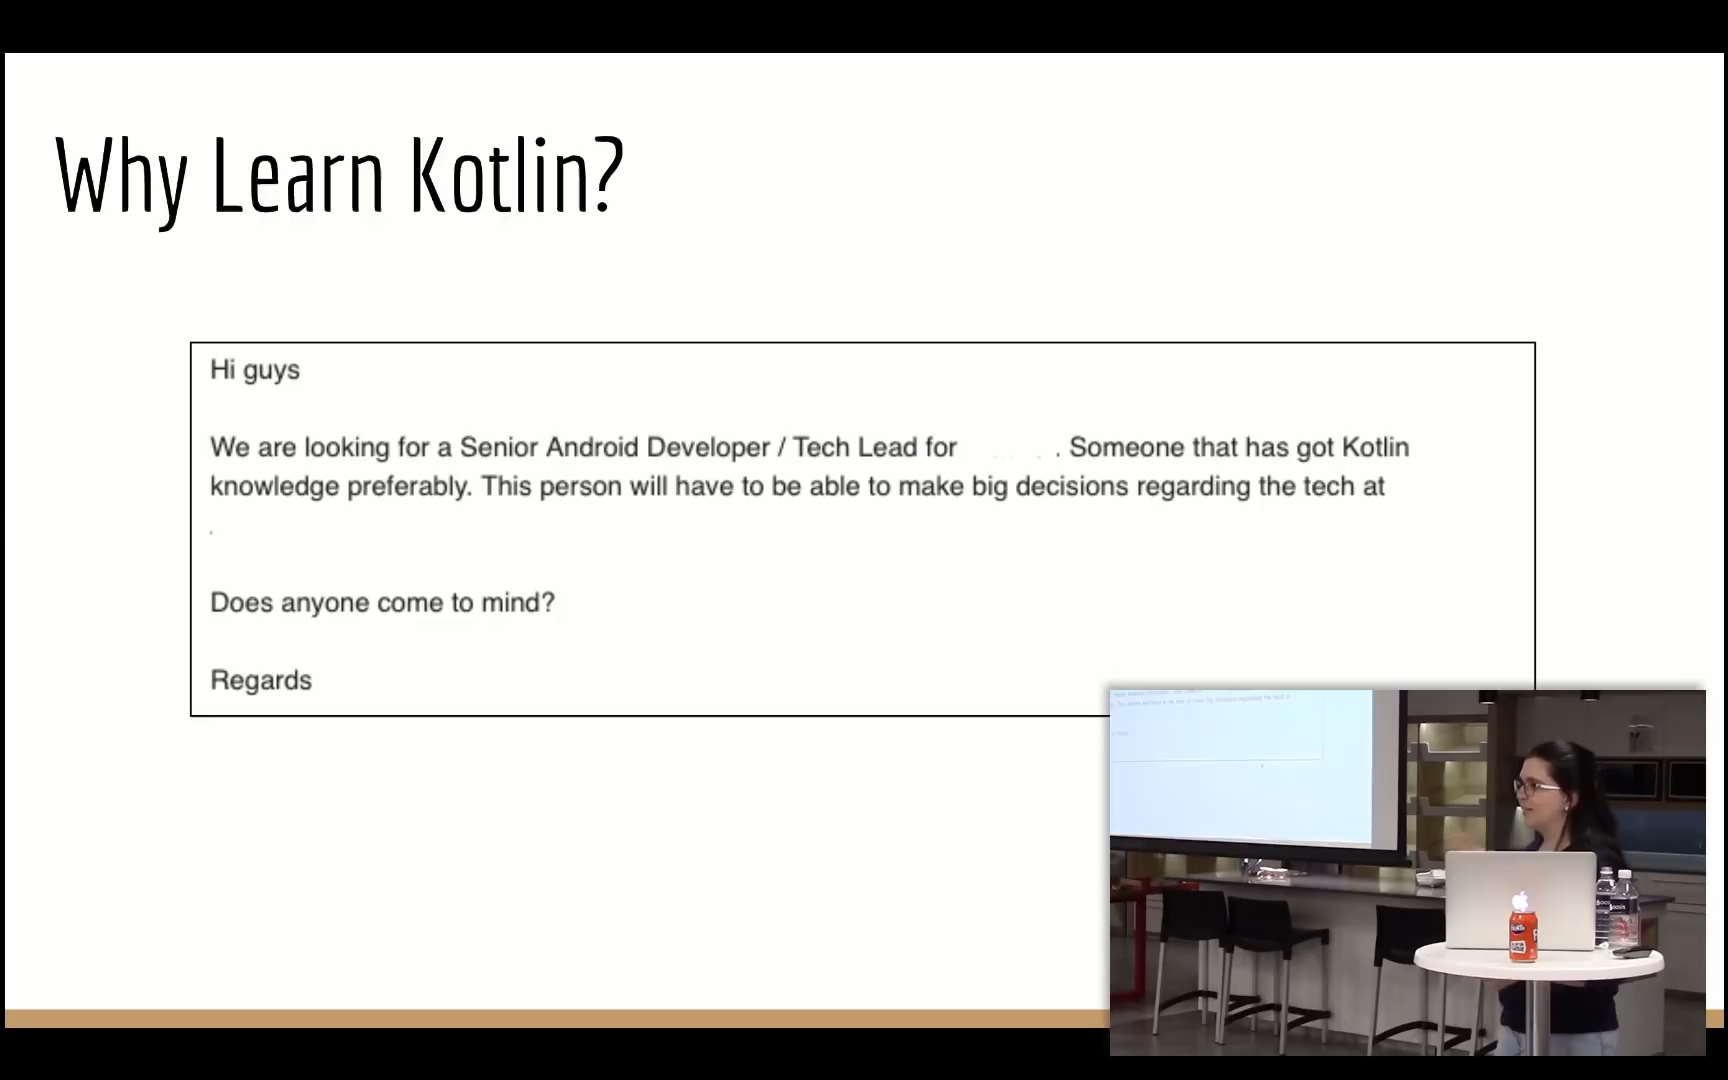 Why Learn Kotlin?
Hi guys
We are looking for a Senior Android Developer / Tech Lead for . Someone that has got Kotlin
knowledge preferably. This person will have to be able to make big decisions regarding the tech at
.
Does anyone come to mind?
Regards